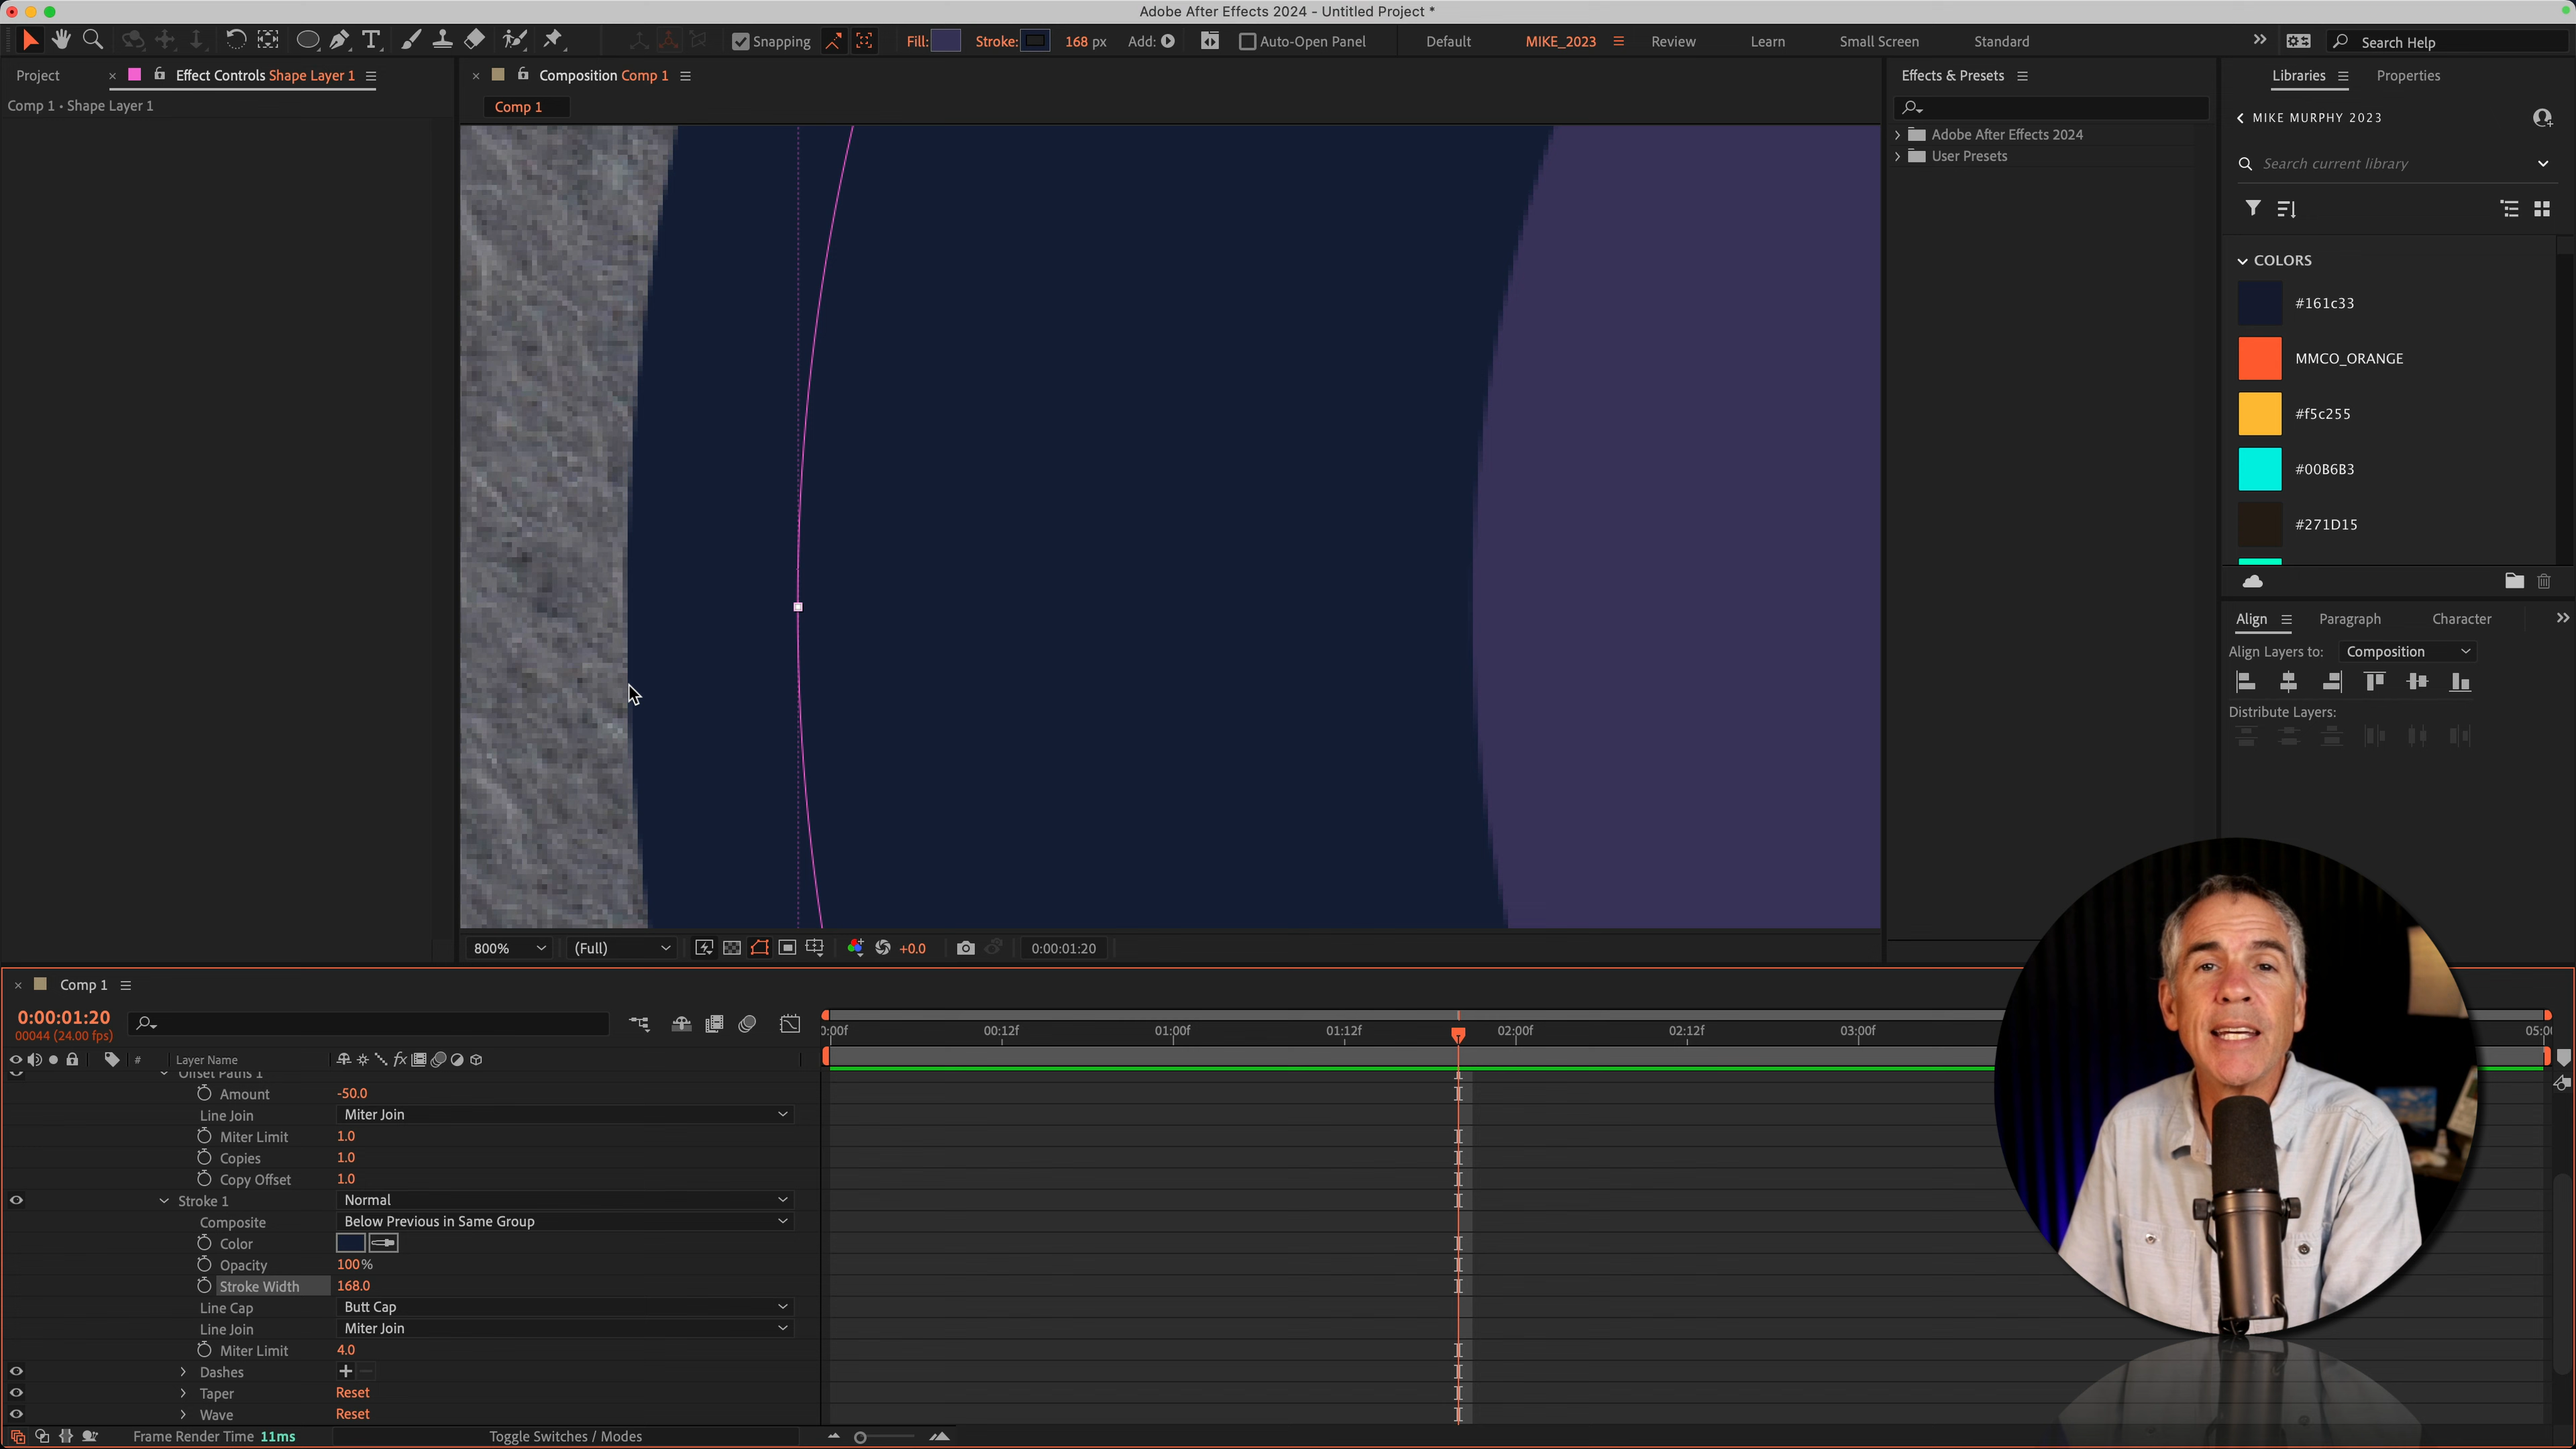 Adobe After Effects 2024 - Untitled Project *
Snapping
Fill:
Stroke:
168 px
Add:
Auto-Open Panel
Default
MIKE_2023
Review
Learn
Small Screen
Standard
Search Help
Project
Effect Controls Shape Layer 1
Composition Comp 1
Effects & Presets
Libraries
Properties
Comp 1 • Shape Layer 1
Comp 1
Adobe After Effects 2024
User Presets
MIKE MURPHY 2023
Search current library
COLORS
#161c33
MMCO_ORANGE
#f5c255
#00B6B3
#271D15
Align
Paragraph
Character
Align Layers to:
Composition
Distribute Layers:
800%
(Full)
+0.0
0:00:01:20
Comp 1
0:00:01:20
00044 (24.00 fps)
0:00f
00:12f
01:00f
01:12f
02:00f
02:12f
03:00f
05:00
#
Layer Name
fx
Offset Paths 1
Amount
-50.0
Line Join
Miter Join
Miter Limit
1.0
Copies
1.0
Copy Offset
1.0
Stroke 1
Normal
Composite
Below Previous in Same Group
Color
Opacity
100%
Stroke Width
168.0
Line Cap
Butt Cap
Line Join
Miter Join
Miter Limit
4.0
Dashes
Taper
Reset
Wave
Reset
Frame Render Time 11ms
Toggle Switches / Modes